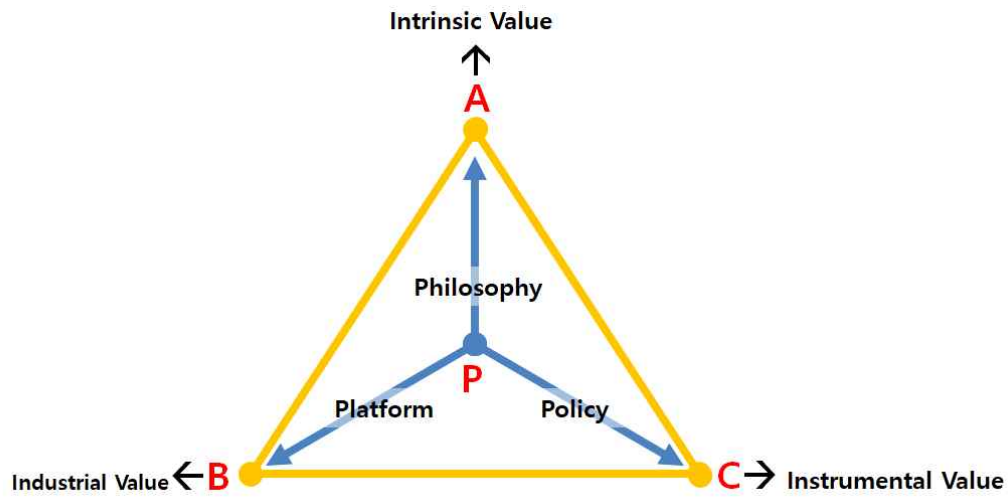 Intrinsic Value
A
Philosophy
P
Platform
Policy
Industrial Value
B
C
Instrumental Value